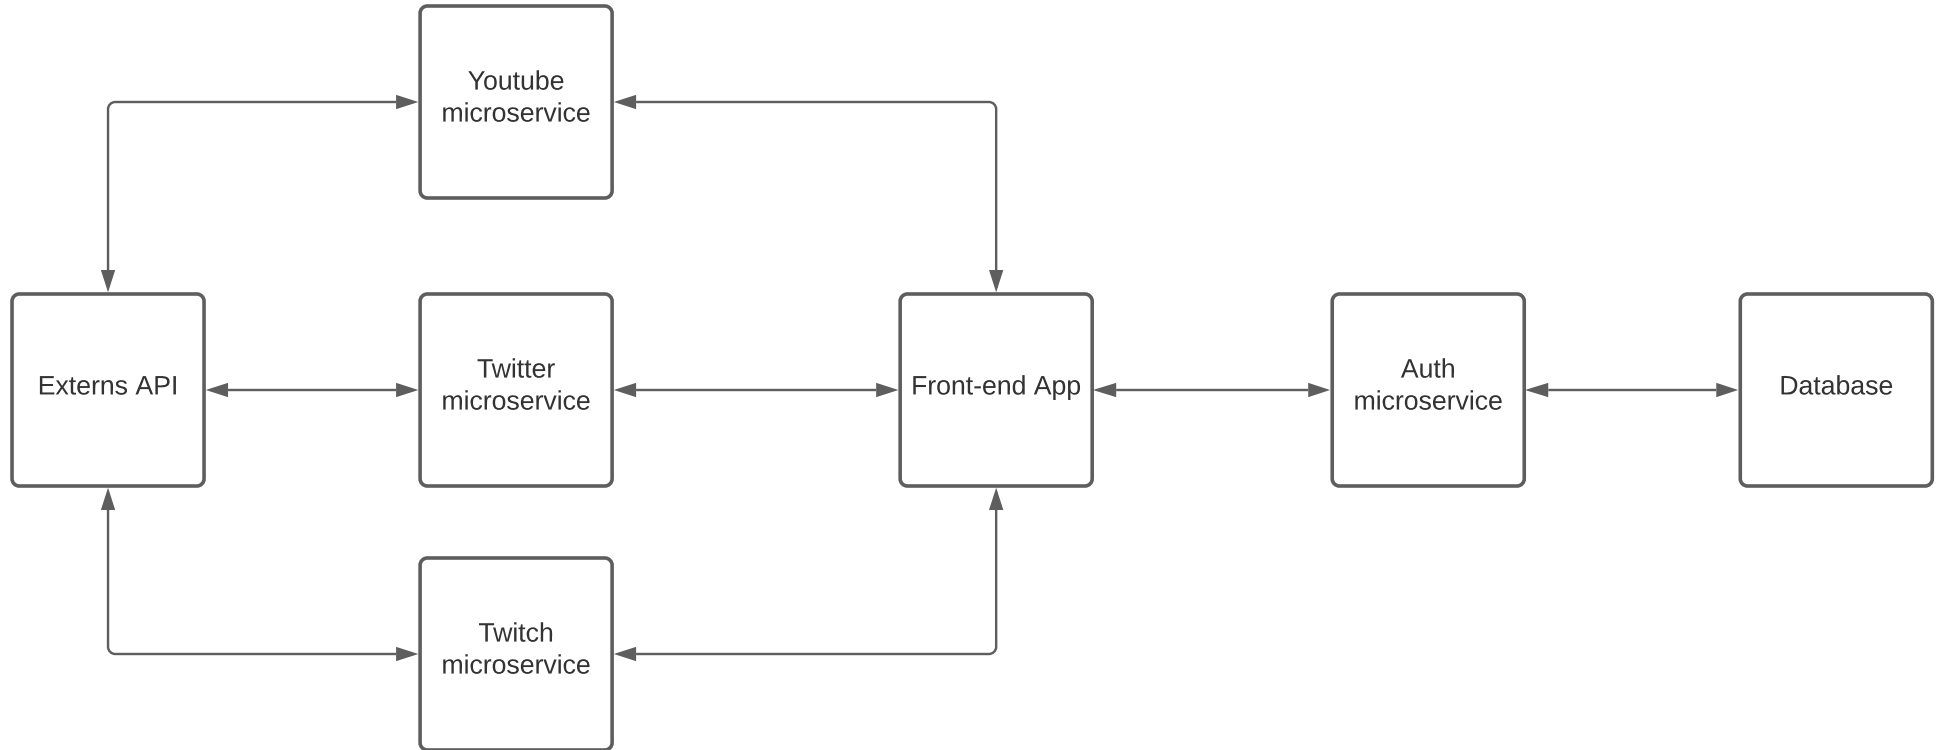 Youtube
microservice
Externs API
Twitter
microservice
Front-end App
Auth
microservice
Database
Twitch
microservice